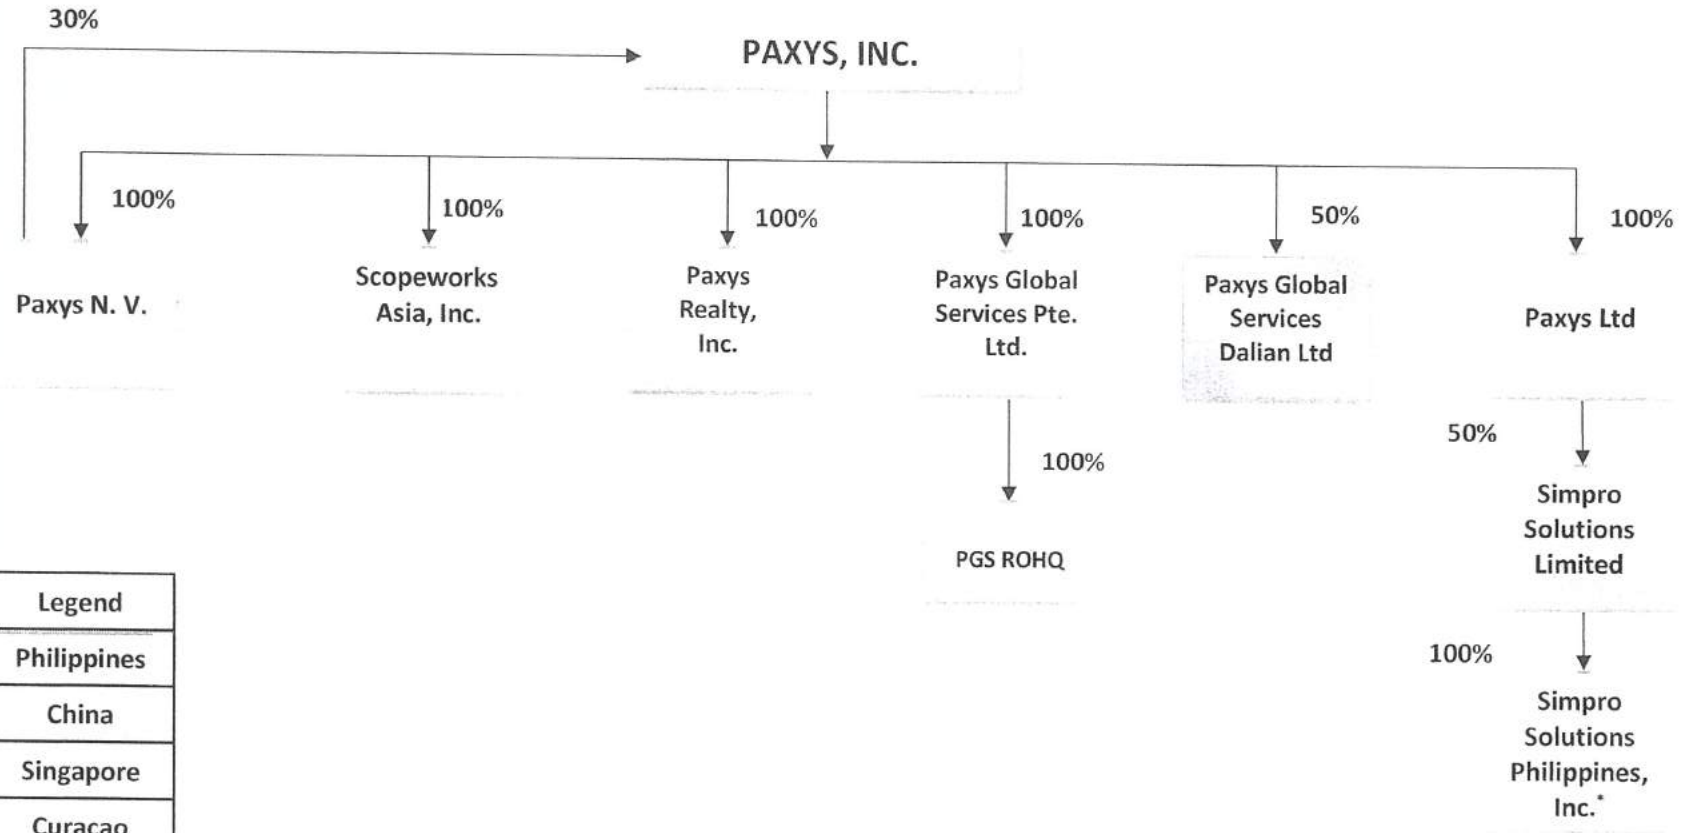 30%
PAXYS, INC.
100%
100%
100%
100%
50%
100%
Paxys N. V.
Scopeworks
Asia, Inc.
Paxys
Realty,
Inc.
Paxys Global
Services Pte.
Ltd.
Paxys Global
Services
Dalian Ltd
Paxys Ltd
100%
50%
PGS ROHQ
Simpro
Solutions
Limited
100%
Simpro
Solutions
Philippines,
Inc.*
Legend
Philippines
China
Singapore
Curacao